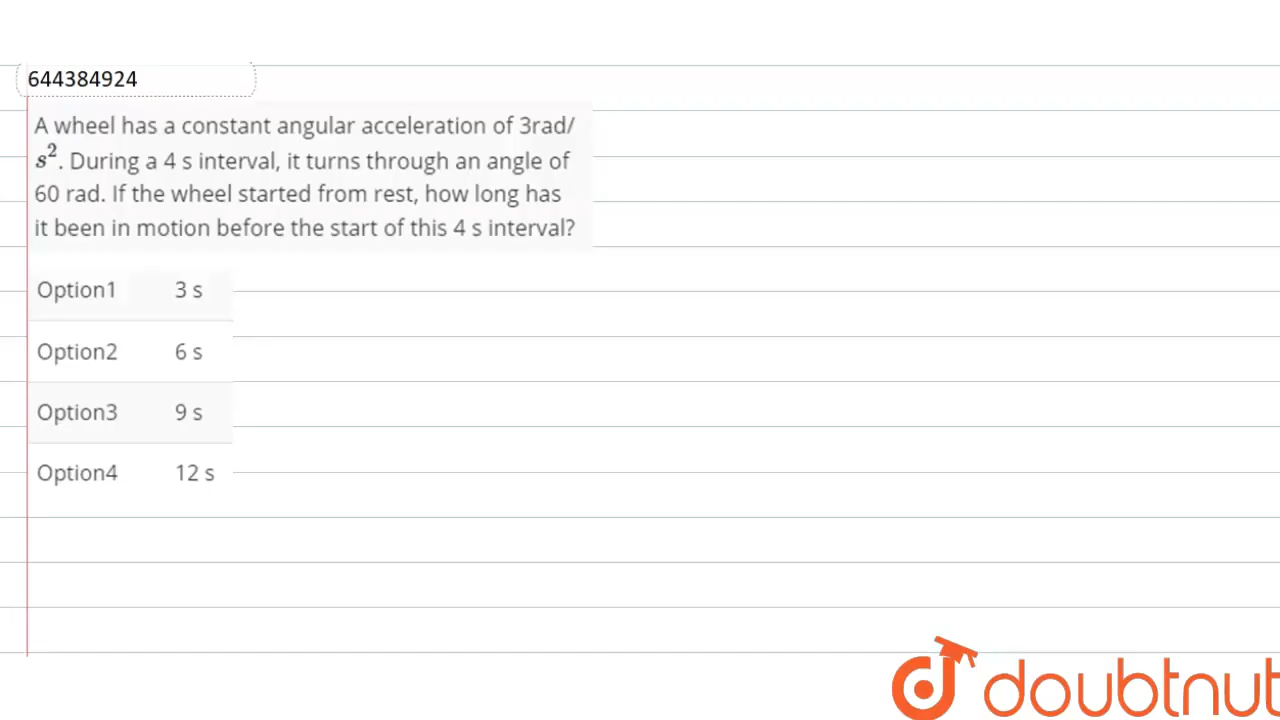 644384924
A wheel has a constant angular acceleration of 3rad/
s². During a 4 s interval, it turns through an angle of
60 rad. If the wheel started from rest, how long has
it been in motion before the start of this 4 s interval?
Option1 3 s
Option2 6 s
Option3 9 s
Option4 12 s
doubtnut